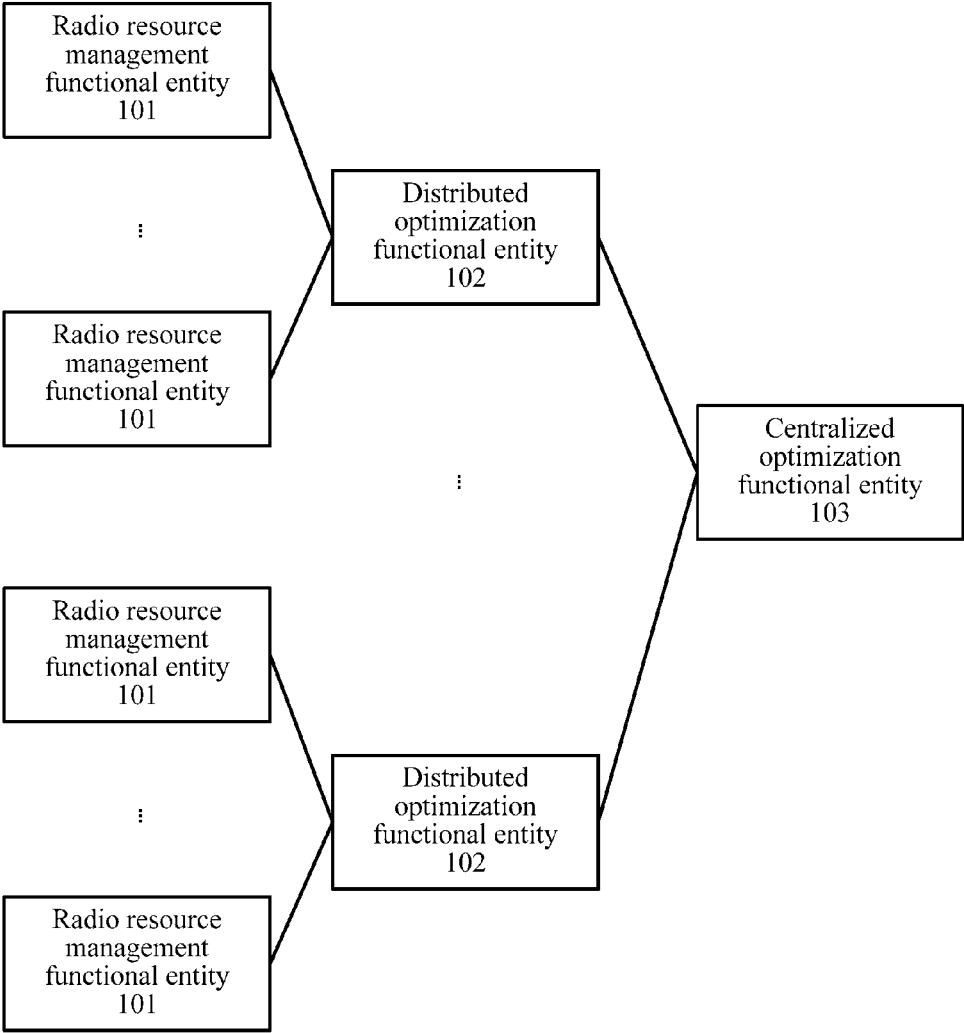 Radio resource
management
functional entity
101
Distributed
optimization
functional entity
102
Radio resource
management
functional entity
101
Centralized
optimization
functional entity
103
Radio resource
management
functional entity
101
Distributed
optimization
functional entity
102
Radio resource
management
functional entity
101